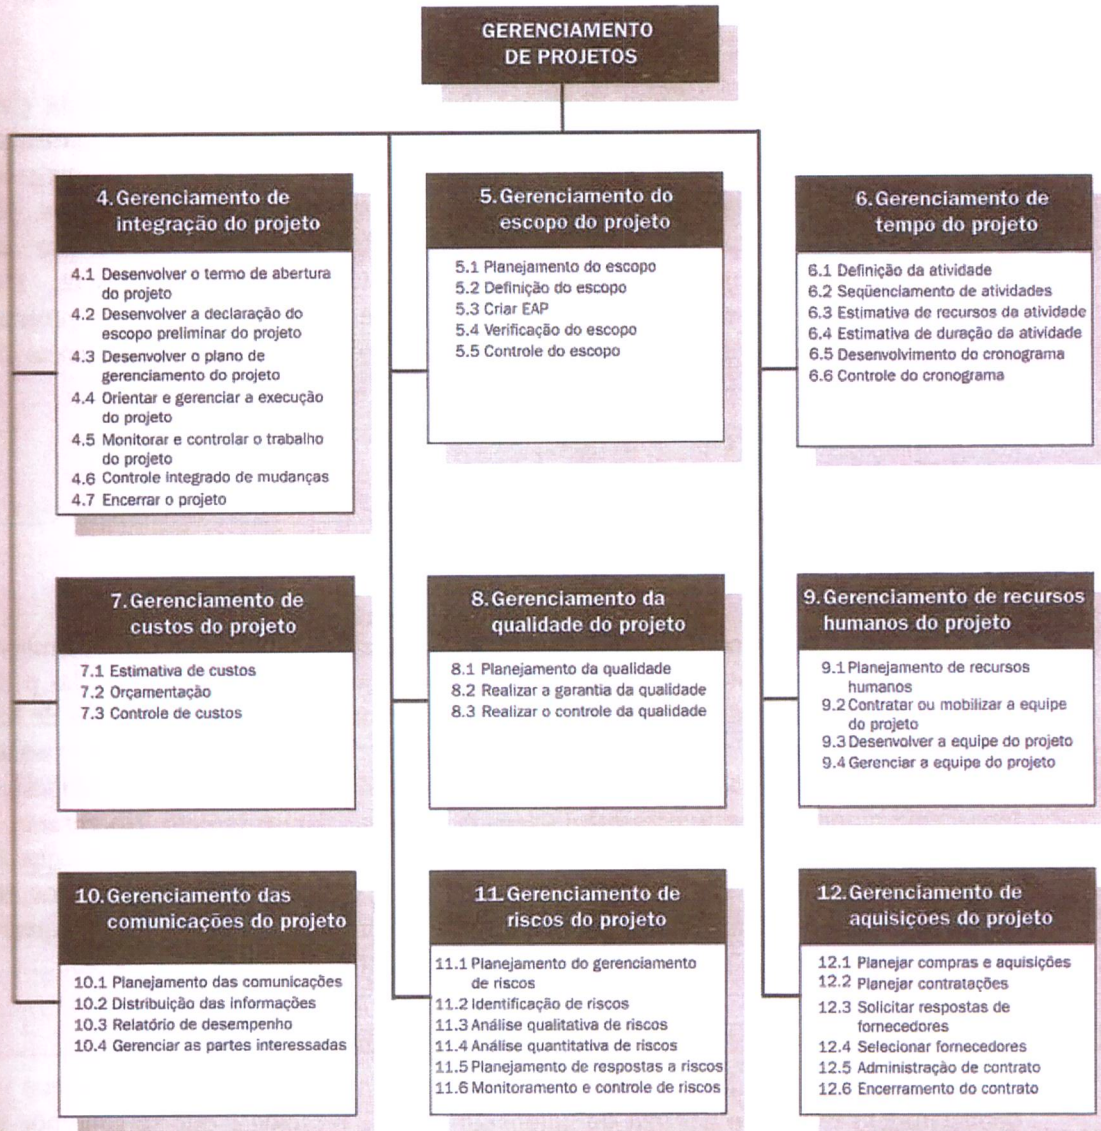 GERENCIAMENTO
DE PROJETOS
4. Gerenciamento de
integração do projeto
4.1 Desenvolver o termo de abertura
do projeto
4.2 Desenvolver a declaração do
escopo preliminar do projeto
4.3 Desenvolver o plano de
gerenciamento do projeto
4.4 Orientar e gerenciar a execução
do projeto
4.5 Monitorar e controlar o trabalho
do projeto
4.6 Controle integrado de mudanças
4.7 Encerrar o projeto
5. Gerenciamento do
escopo do projeto
5.1 Planejamento do escopo
5.2 Definição do escopo
5.3 Criar EAP
5.4 Verificação do escopo
5.5 Controle do escopo
6. Gerenciamento de
tempo do projeto
6.1 Definição da atividade
6.2 Seqüenciamento de atividades
6.3 Estimativa de recursos da atividade
6.4 Estimativa de duração da atividade
6.5 Desenvolvimento do cronograma
6.6 Controle do cronograma
7. Gerenciamento de
custos do projeto
7.1 Estimativa de custos
7.2 Orçamentação
7.3 Controle de custos
8. Gerenciamento da
qualidade do projeto
8.1 Planejamento da qualidade
8.2 Realizar a garantia da qualidade
8.3 Realizar o controle da qualidade
9. Gerenciamento de recursos
humanos do projeto
9.1 Planejamento de recursos
humanos
9.2 Contratar ou mobilizar a equipe
do projeto
9.3 Desenvolver a equipe do projeto
9.4 Gerenciar a equipe do projeto
10. Gerenciamento das
comunicações do projeto
10.1 Planejamento das comunicações
10.2 Distribuição das informações
10.3 Relatório de desempenho
10.4 Gerenciar as partes interessadas
11. Gerenciamento de
riscos do projeto
11.1 Planejamento do gerenciamento
de riscos
11.2 Identificação de riscos
11.3 Análise qualitativa de riscos
11.4 Análise quantitativa de riscos
11.5 Planejamento de respostas a riscos
11.6 Monitoramento e controle de riscos
12. Gerenciamento de
aquisições do projeto
12.1 Planejar compras e aquisições
12.2 Planejar contratações
12.3 Solicitar respostas de
fornecedores
12.4 Selecionar fornecedores
12.5 Administração de contrato
12.6 Encerramento do contrato